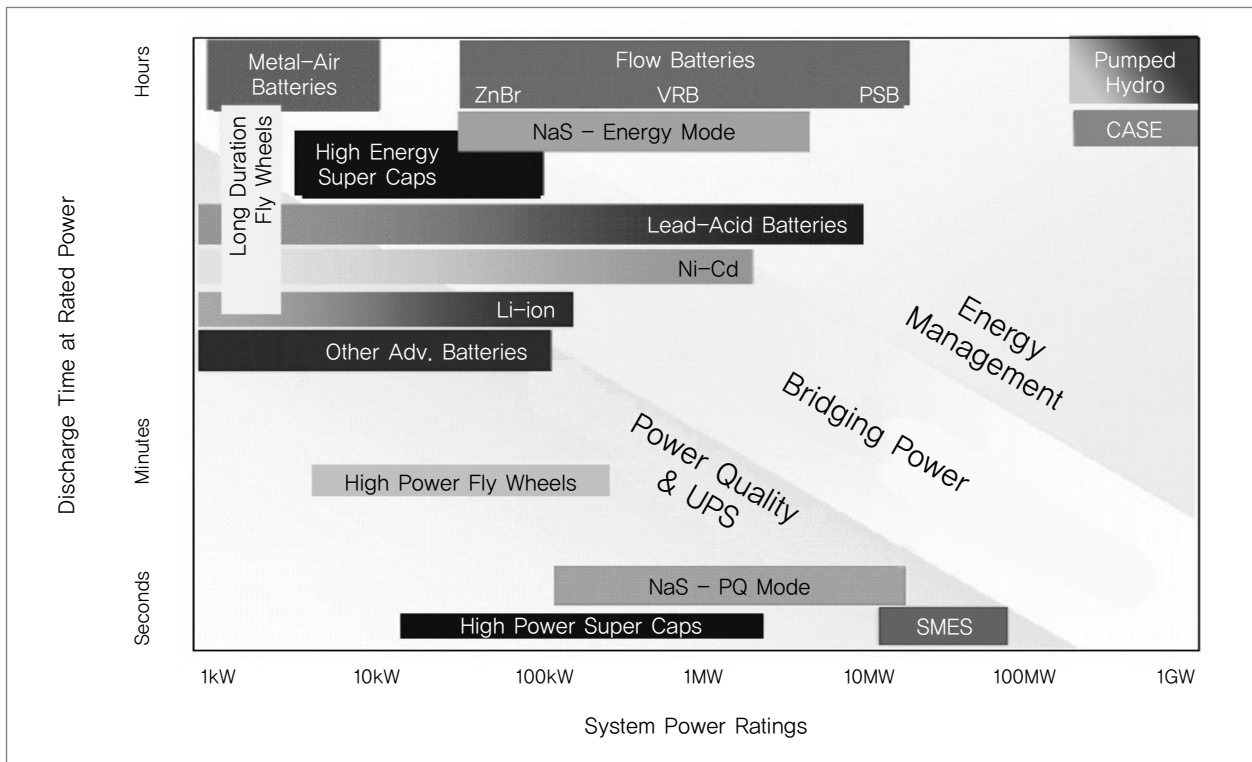 Hours
Minutes
Seconds
Discharge Time at Rated Power
Metal-Air
Batteries
Flow Batteries
ZnBr VRB PSB
Pumped
Hydro
CASE
NaS - Energy Mode
Long Duration
Fly Wheels
High Energy
Super Caps
Lead-Acid Batteries
Ni-Cd
Li-ion
Other Adv. Batteries
Energy
Management
Bridging Power
Power Quality
& UPS
High Power Fly Wheels
NaS - PQ Mode
High Power Super Caps
SMES
1kW 10kW 100kW 1MW 10MW 100MW 1GW
System Power Ratings